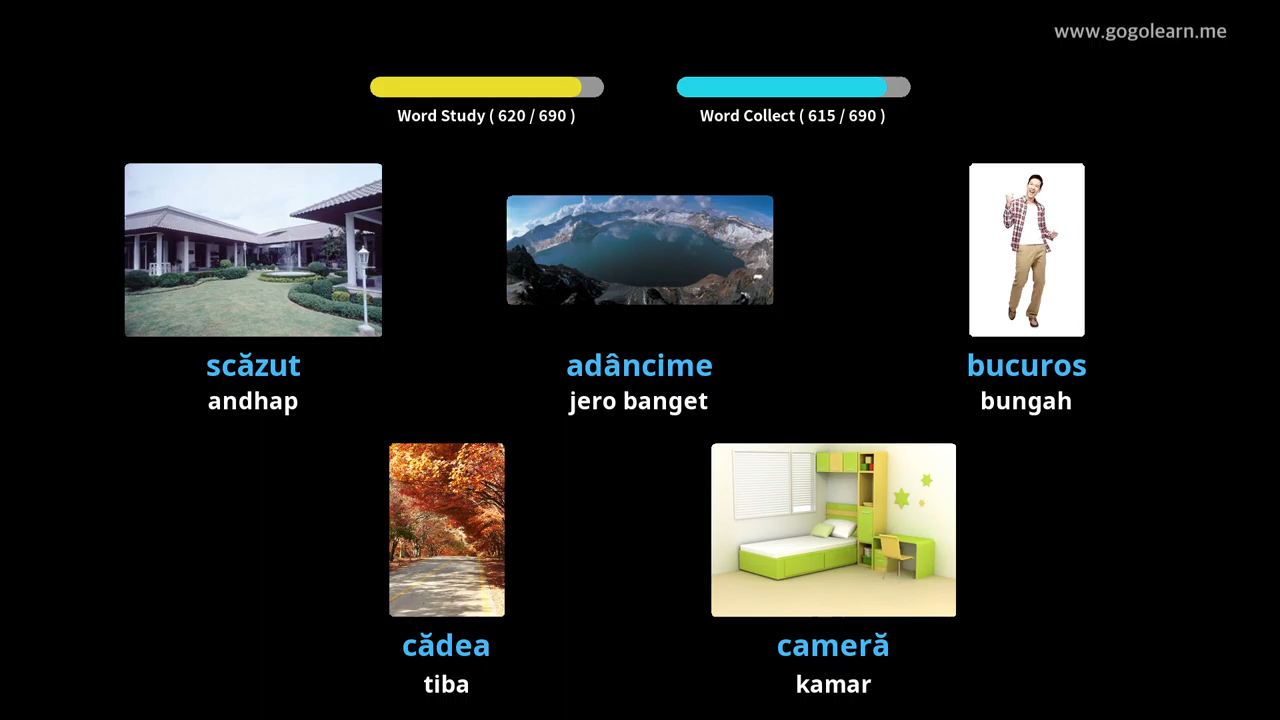 www.gogolearn.me
Word Study ( 620 / 690 )
Word Collect ( 615 / 690 )
scăzut
andhap
adâncime
jero banget
bucuros
bungah
cădea
tiba
cameră
kamar